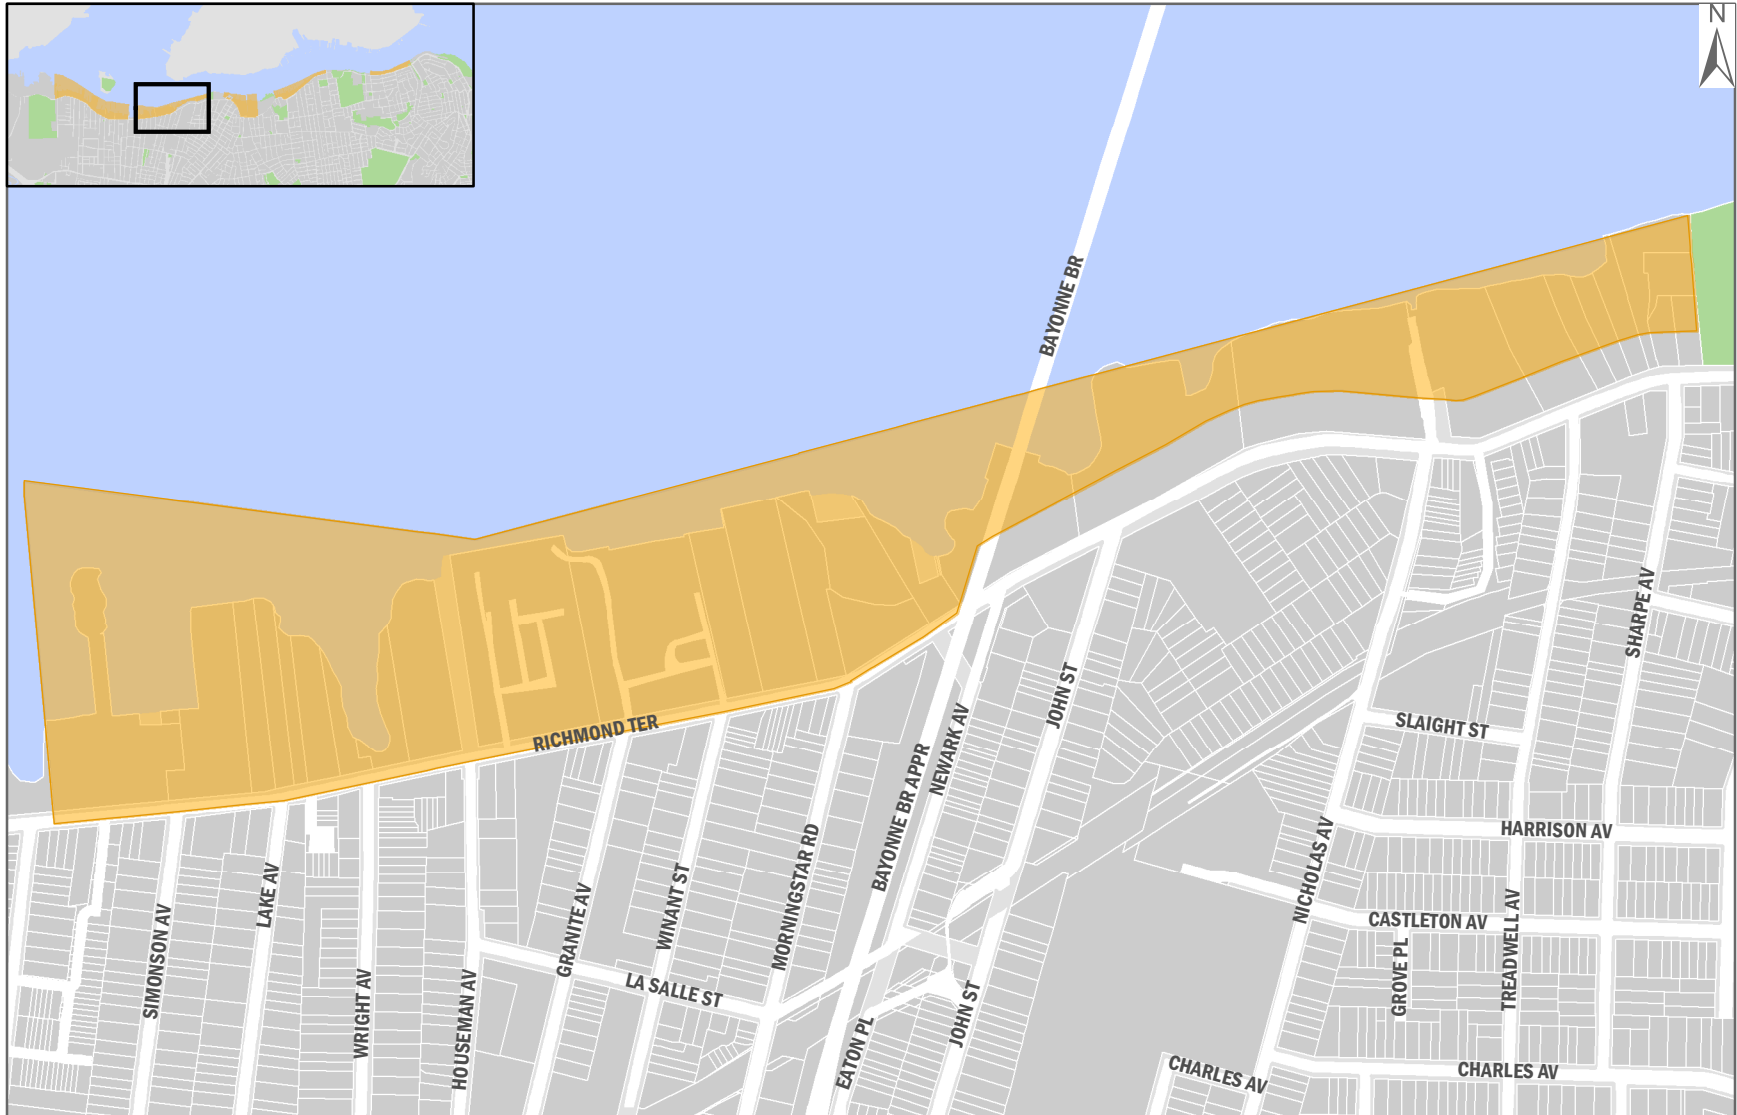 N
BAYONNE BR
RICHMOND TER
SHARPE AV
JOHN ST
SLAIGHT ST
NEWARK AV
BAYONNE BR APPR
HARRISON AV
NICHOLAS AV
MORNINGSTAR RD
LAKE AV
WINANT ST
GRANITE AV
CASTLETON AV
SIMONSON AV
TREADWELL AV
GROVE PL
WRIGHT AV
HOUSEMAN AV
LA SALLE ST
JOHN ST
EATON PL
CHARLES AV
CHARLES AV